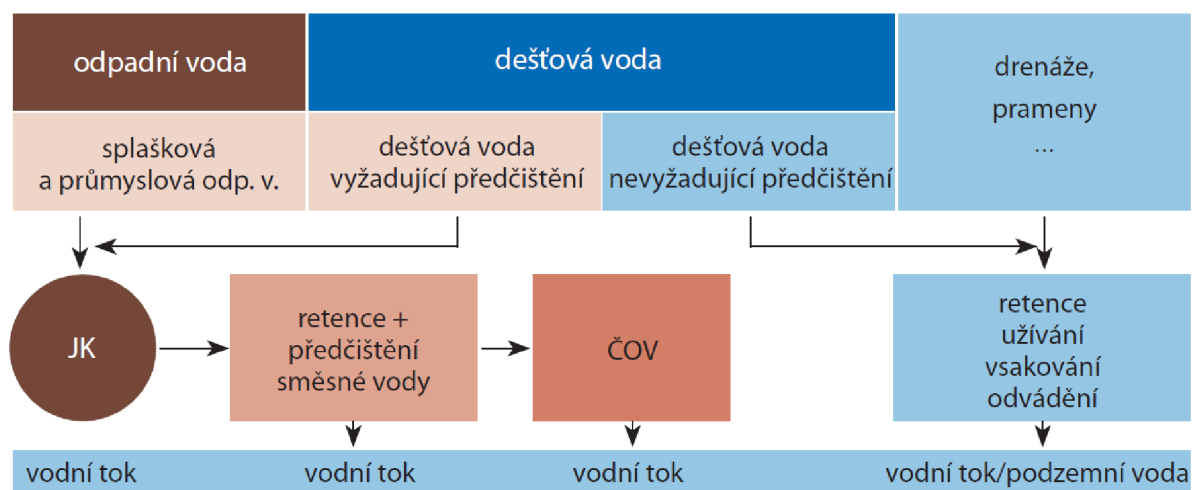 odpadní voda
dešťová voda
drenáže,
prameny
...
splašková
a průmyslová odp. v.
dešťová voda
vyžadující předčištění
dešťová voda
nevyžadující předčištění
JK
retence +
předčištění
směsné vody
ČOV
retence
užívání
vsakování
odvádění
vodní tok
vodní tok
vodní tok
vodní tok/podzemní voda